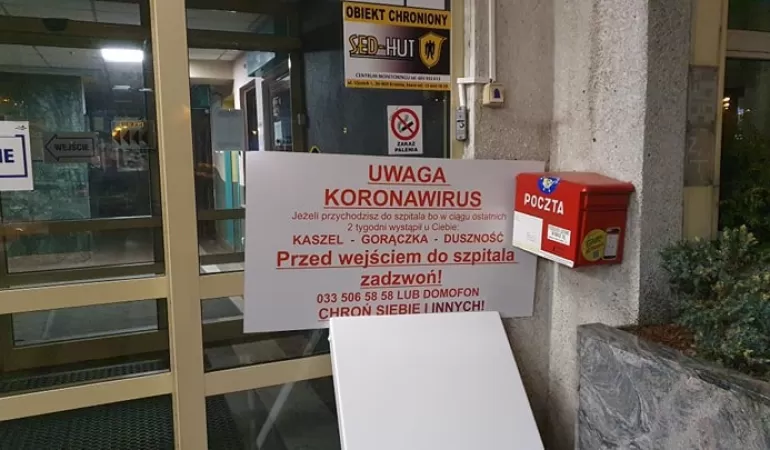 OBIEKT CHRONIONY
SED-HUT
ZAKAZ
PALENIA
WEJŚCIE
NIE
UWAGA
KORONAWIRUS
Jeżeli przychodzisz do szpitala bo w ciągu ostatnich
2 tygodni wystąpił u Ciebie:
KASZEL - GORĄCZKA - DUSZNOŚĆ
Przed wejściem do szpitala
zadzwoń!
033 506 58 58 LUB DOMOFON
CHROŃ SIEBIE I INNYCH!
POCZTA